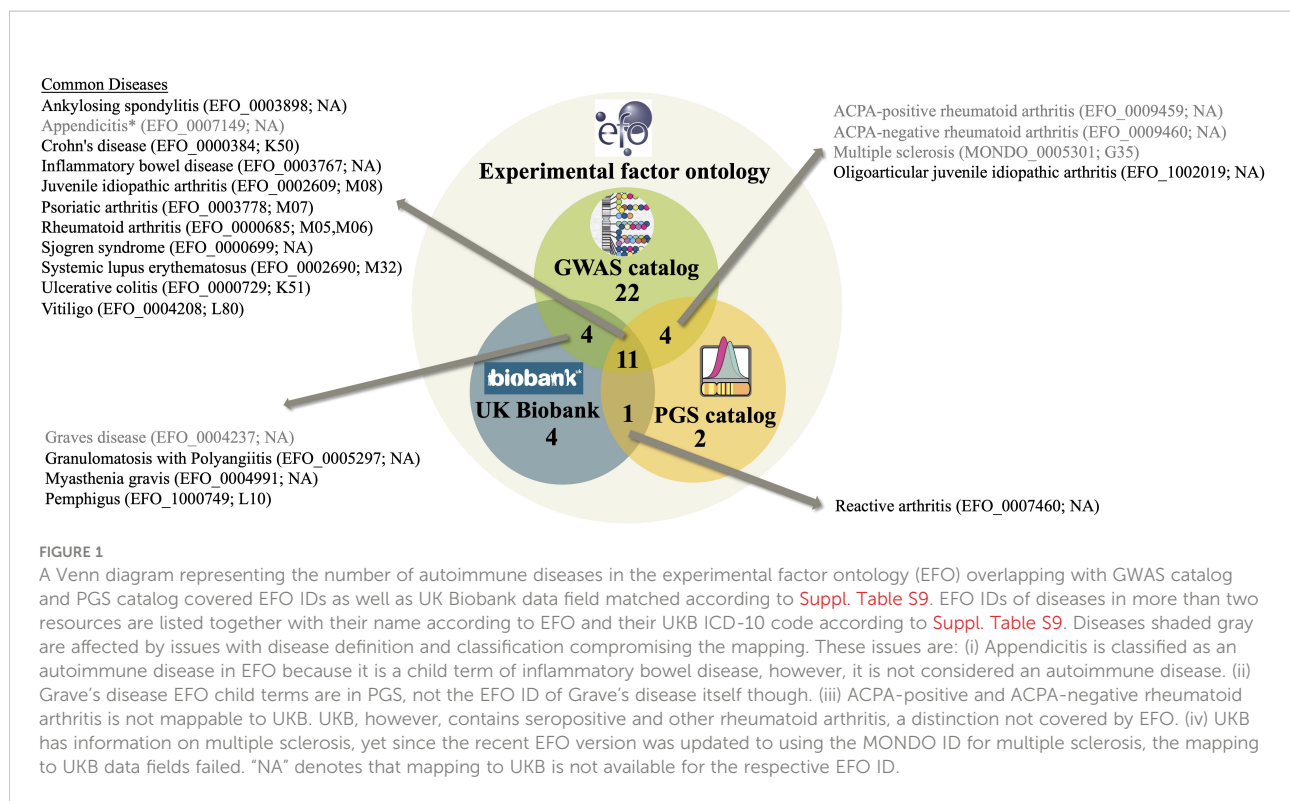 Common Diseases
Ankylosing spondylitis (EFO_0003898; NA)
Appendicitis* (EFO_0007149; NA)
Crohn's disease (EFO_0000384; K50)
Inflammatory bowel disease (EFO_0003767; NA)
Juvenile idiopathic arthritis (EFO_0002609; M08)
Psoriatic arthritis (EFO_0003778; M07)
Rheumatoid arthritis (EFO_0000685; M05,M06)
Sjogren syndrome (EFO_0000699; NA)
Systemic lupus erythematosus (EFO_0002690; M32)
Ulcerative colitis (EFO_0000729; K51)
Vitiligo (EFO_0004208; L80)
efo
Experimental factor ontology
GWAS catalog
22
4
4
11
biobank uk
UK Biobank
4
1
PGS catalog
2
ACPA-positive rheumatoid arthritis (EFO_0009459; NA)
ACPA-negative rheumatoid arthritis (EFO_0009460; NA)
Multiple sclerosis (MONDO_0005301; G35)
Oligoarticular juvenile idiopathic arthritis (EFO_1002019; NA)
Graves disease (EFO_0004237; NA)
Granulomatosis with Polyangiitis (EFO_0005297; NA)
Myasthenia gravis (EFO_0004991; NA)
Pemphigus (EFO_1000749; L10)
Reactive arthritis (EFO_0007460; NA)
FIGURE 1
A Venn diagram representing the number of autoimmune diseases in the experimental factor ontology (EFO) overlapping with GWAS catalog
and PGS catalog covered EFO IDs as well as UK Biobank data field matched according to Suppl. Table S9. EFO IDs of diseases in more than two
resources are listed together with their name according to EFO and their UKB ICD-10 code according to Suppl. Table S9. Diseases shaded gray
are affected by issues with disease definition and classification compromising the mapping. These issues are: (i) Appendicitis is classified as an
autoimmune disease in EFO because it is a child term of inflammatory bowel disease, however, it is not considered an autoimmune disease. (ii)
Grave's disease EFO child terms are in PGS, not the EFO ID of Grave's disease itself though. (iii) ACPA-positive and ACPA-negative rheumatoid
arthritis is not mappable to UKB. UKB, however, contains seropositive and other rheumatoid arthritis, a distinction not covered by EFO. (iv) UKB
has information on multiple sclerosis, yet since the recent EFO version was updated to using the MONDO ID for multiple sclerosis, the mapping
to UKB data fields failed. "NA" denotes that mapping to UKB is not available for the respective EFO ID.